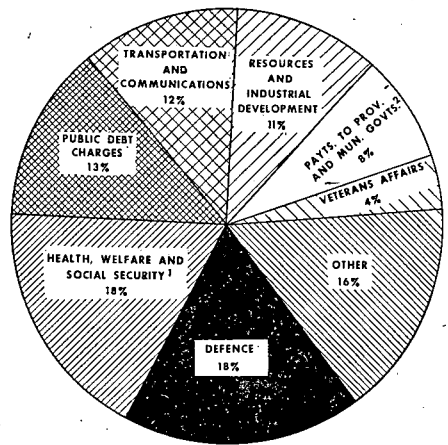 TRANSPORTATION
AND
COMMUNICATIONS
12%
RESOURCES
AND
INDUSTRIAL
DEVELOPMENT
11%
PAYTS. TO PROV.-
AND MUN. GOVTS.2
8%
VETERANS AFFAIRS
4%
OTHER
16%
DEFENCE
18%
HEALTH, WELFARE AND
SOCIAL SECURITY1
18%
PUBLIC DEBT
CHARGES
13%